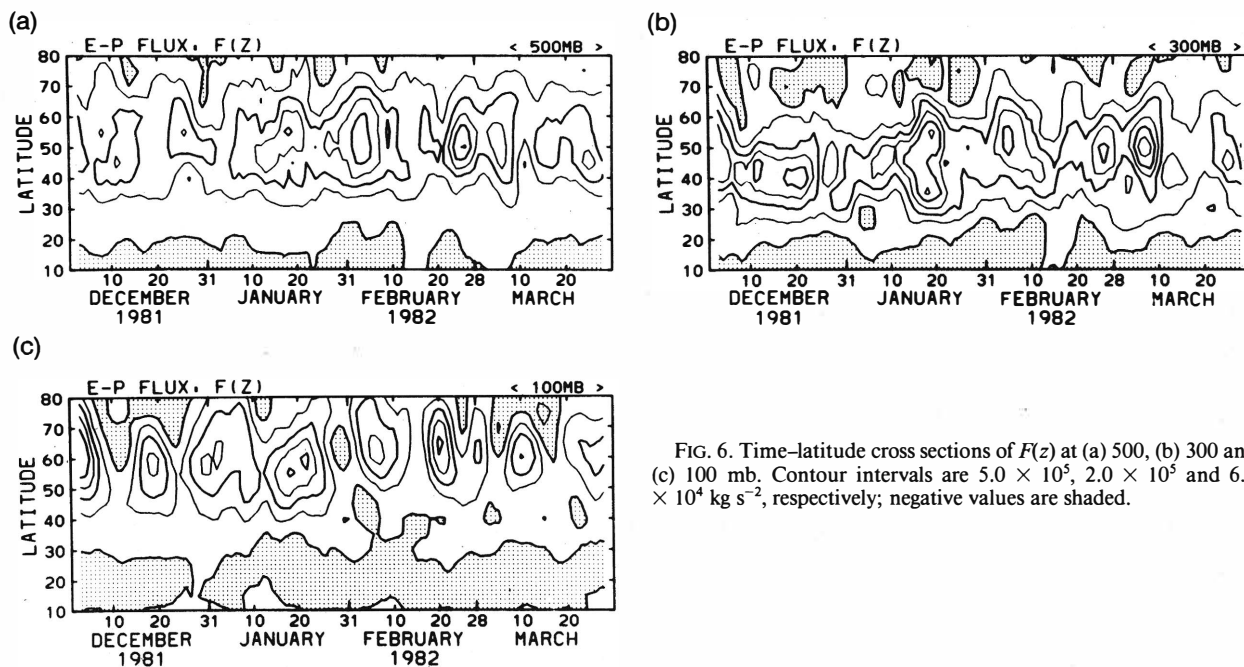 (a)
E-P FLUX, F(Z) < 500MB >
80
70
60
50
40
30
20
10
LATITUDE
10 20 31 10 20 31 10 20 28 10 20
DECEMBER JANUARY FEBRUARY MARCH
1981 1982
(b)
E-P FLUX, F(Z) < 300MB >
80
70
60
50
40
30
20
10
LATITUDE
10 20 31 10 20 31 10 20 28 10 20
DECEMBER JANUARY FEBRUARY MARCH
1981 1982
(c)
E-P FLUX, F(Z) < 100MB >
80
70
60
50
40
30
20
10
LATITUDE
10 20 31 10 20 31 10 20 28 10 20
DECEMBER JANUARY FEBRUARY MARCH
1981 1982
FIG. 6. Time–latitude cross sections of F(z) at (a) 500, (b) 300 an
(c) 100 mb. Contour intervals are 5.0 × 10⁵, 2.0 × 10⁵ and 6.
× 10⁴ kg s⁻², respectively; negative values are shaded.